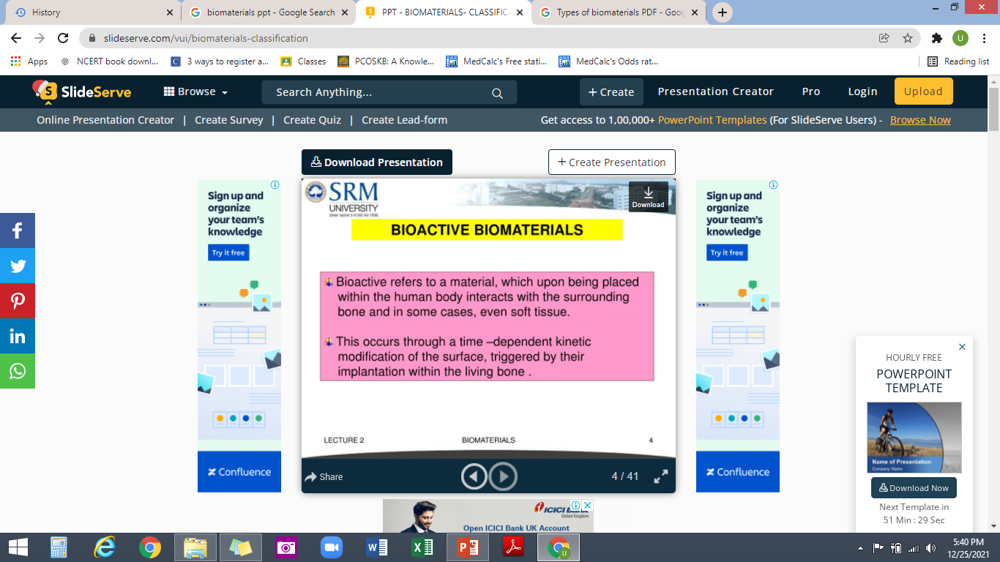 History
biomaterials ppt - Google Search
PPT - BIOMATERIALS- CLASSIFIC
Types of biomaterials PDF - Goo
slideserve.com/vui/biomaterials-classification
U
Apps
NCERT book downl...
3 ways to register a...
Classes
PCOSKB: A Knowle...
MedCalc's Free stati...
MedCalc's Odds rat...
Reading list
SlideServe
Browse
Search Anything...
+ Create
Presentation Creator
Pro
Login
Upload
Online Presentation Creator | Create Survey | Create Quiz | Create Lead-form
Get access to 1,00,000+ PowerPoint Templates (For SlideServe Users) - Browse Now
Download Presentation
+ Create Presentation
Sign up and
organize
your team's
knowledge
Try it free
Confluence
SRM
UNIVERSITY
(Under section 3 of UGC Act 1956)
Download
BIOACTIVE BIOMATERIALS
Bioactive refers to a material, which upon being placed
within the human body interacts with the surrounding
bone and in some cases, even soft tissue.
This occurs through a time –dependent kinetic
modification of the surface, triggered by their
implantation within the living bone .
LECTURE 2
BIOMATERIALS
4
Share
4 / 41
Sign up and
organize
your team's
knowledge
Try it free
Confluence
HOURLY FREE
POWERPOINT
TEMPLATE
Name of Presentation
Company Name
Download Now
Next Template in
51 Min : 29 Sec
ICICI
United Kingdom
Open ICICI Bank UK Account
5:40 PM
12/25/2021